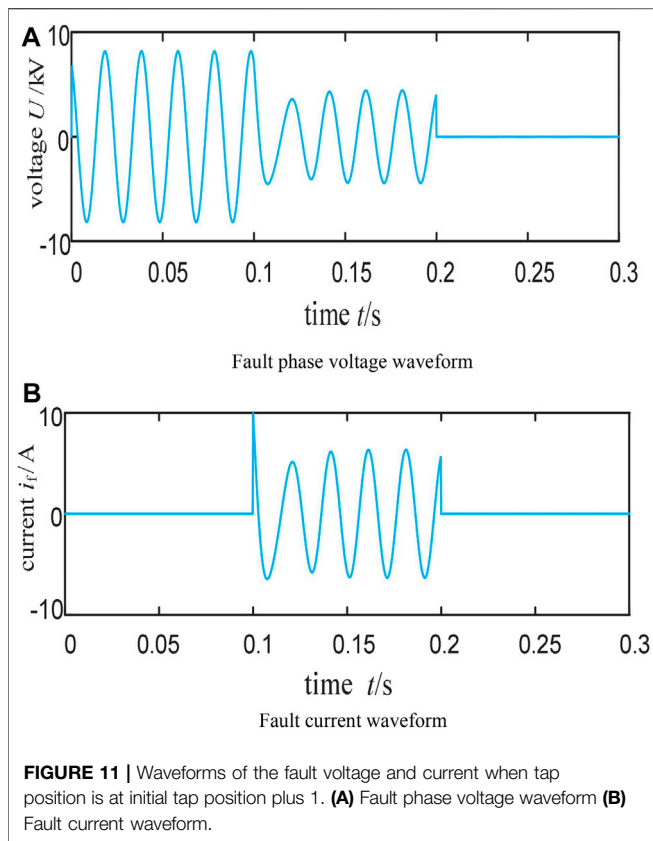 A
voltage U /kV
10
0
-10
0 0.05 0.1 0.15 0.2 0.25 0.3
time t/s
Fault phase voltage waveform
B
current if/ A
10
0
-10
0 0.05 0.1 0.15 0.2 0.25 0.3
time t/s
Fault current waveform
FIGURE 11 | Waveforms of the fault voltage and current when tap
position is at initial tap position plus 1. (A) Fault phase voltage waveform (B)
Fault current waveform.